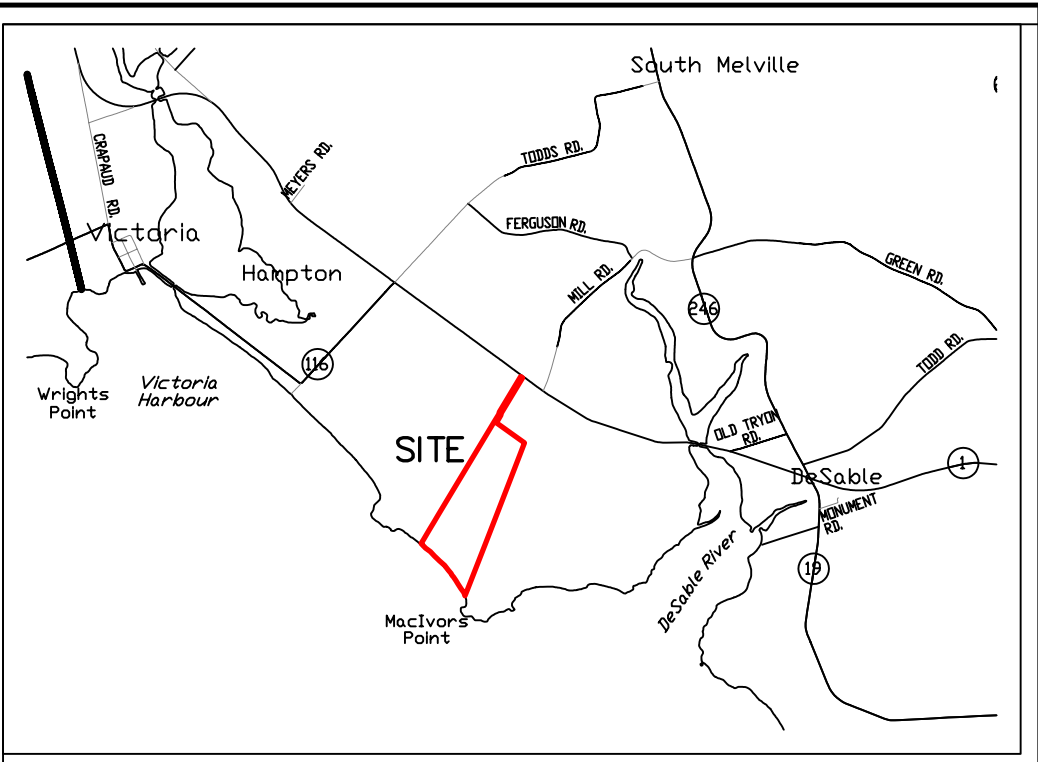 South Melville
CRAPAUD RD.
MEYERS RD.
TODDS RD.
FERGUSON RD.
Victoria
Hampton
MILL RD.
GREEN RD.
246
TODD RD.
116
Wrights
Point
Victoria
Harbour
SITE
OLD TRYON
RD.
DeSable
1
MONUMENT
RD.
DeSable River
19
MacIvors
Point